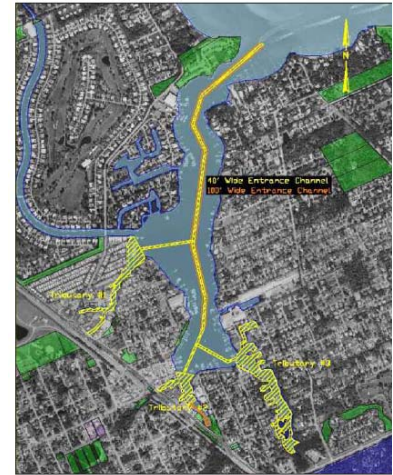 N
40' Wide Entrance Channel
100' Wide Entrance Channel
Tributary #1
Tributary #3
Tributary #2